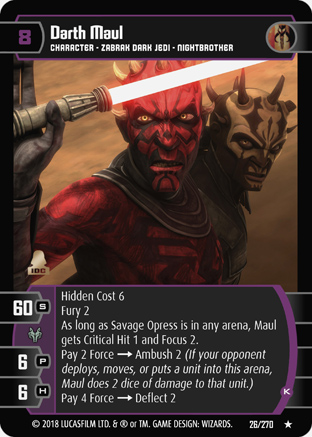 8
Darth Maul
CHARACTER • ZABRAK DARK JEDI • NIGHTBROTHER
IDC
60 S
Hidden Cost 6
Fury 2
As long as Savage Opress is in any arena, Maul
gets Critical Hit 1 and Focus 2.
6 P
Pay 2 Force → Ambush 2 (If your opponent
deploys, moves, or puts a unit into this arena,
Maul does 2 dice of damage to that unit.)
6 H
Pay 4 Force → Deflect 2
K
© 2018 LUCASFILM LTD. & ® or TM. GAME DESIGN: WIZARDS. 26/270 ★